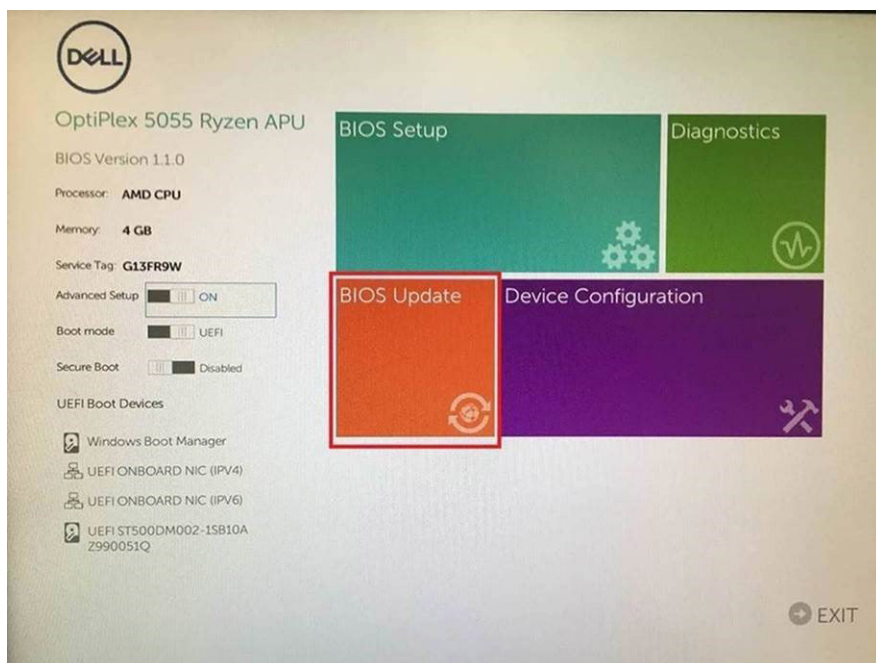 DELL
OptiPlex 5055 Ryzen APU
BIOS Version 1.1.0
Processor: AMD CPU
Memory: 4 GB
Service Tag: G13FR9W
Advanced Setup ON
Boot mode UEFI
Secure Boot Disabled
UEFI Boot Devices
Windows Boot Manager
UEFI ONBOARD NIC (IPV4)
UEFI ONBOARD NIC (IPV6)
UEFI ST500DM002-1SB10A
Z990051Q
BIOS Setup
Diagnostics
BIOS Update
Device Configuration
EXIT